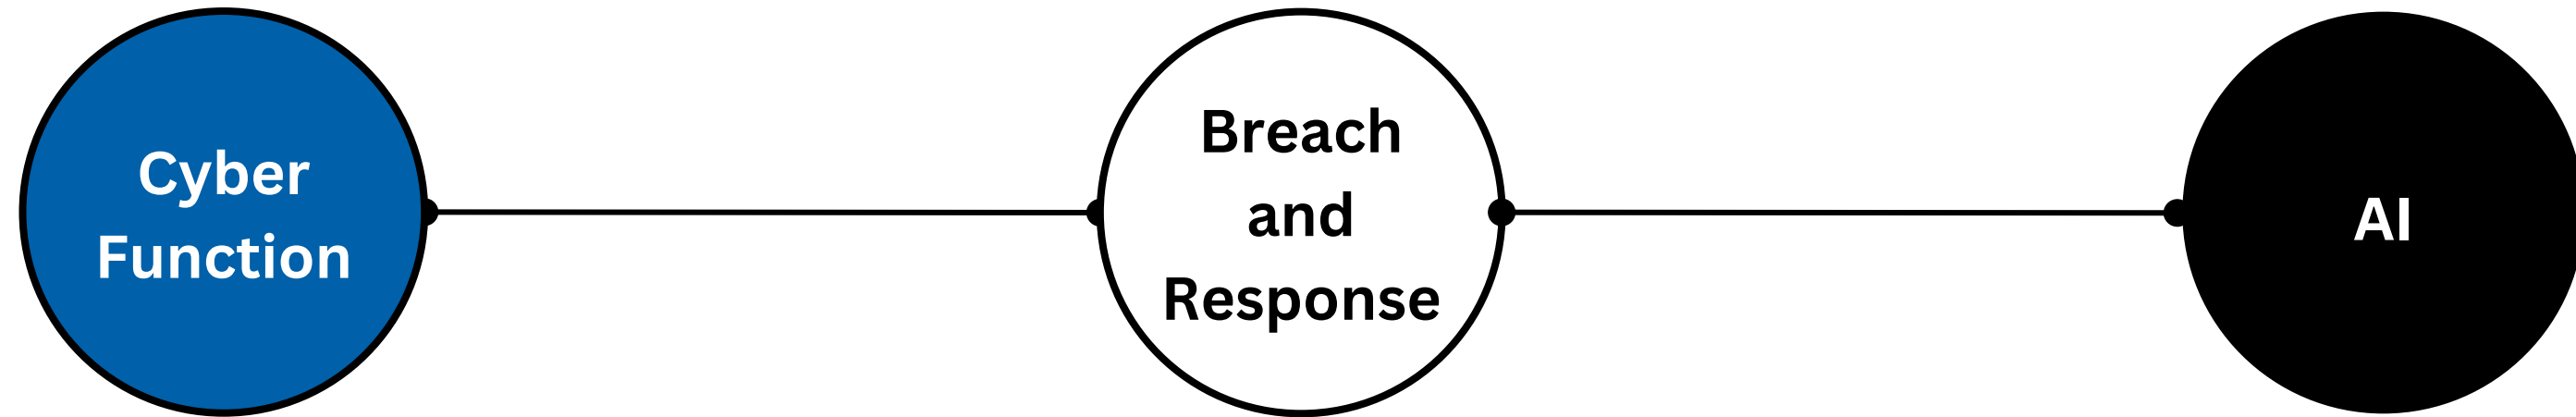 Cyber
Function
Breach
and
Response
AI